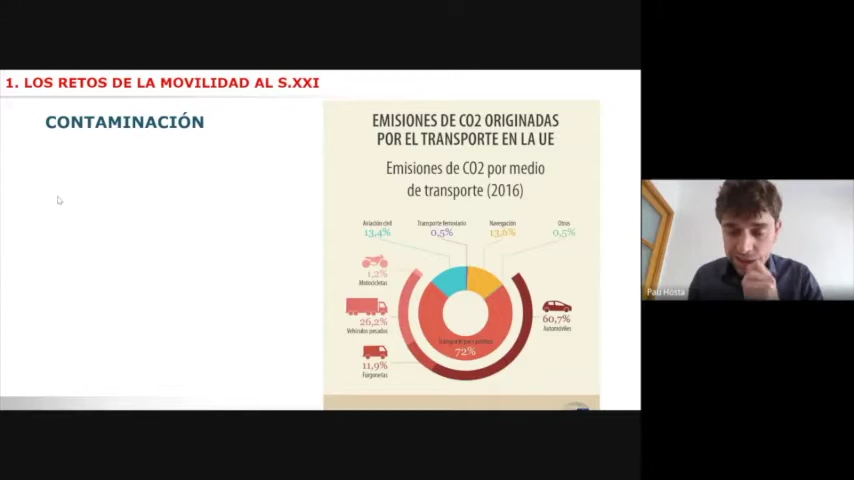 1. LOS RETOS DE LA MOVILIDAD AL S.XXI
CONTAMINACIÓN
EMISIONES DE CO2 ORIGINADAS
POR EL TRANSPORTE EN LA UE
Emisiones de CO2 por medio
de transporte (2016)
Aviación civil
13,4%
Transporte ferroviario
0,5%
Navegación
13,6%
Otros
0,5%
1,2%
Motocicletas
26,2%
Vehículos pesados
11,9%
Furgonetas
60,7%
Automóviles
Transporte por
72%
Pau Hosta